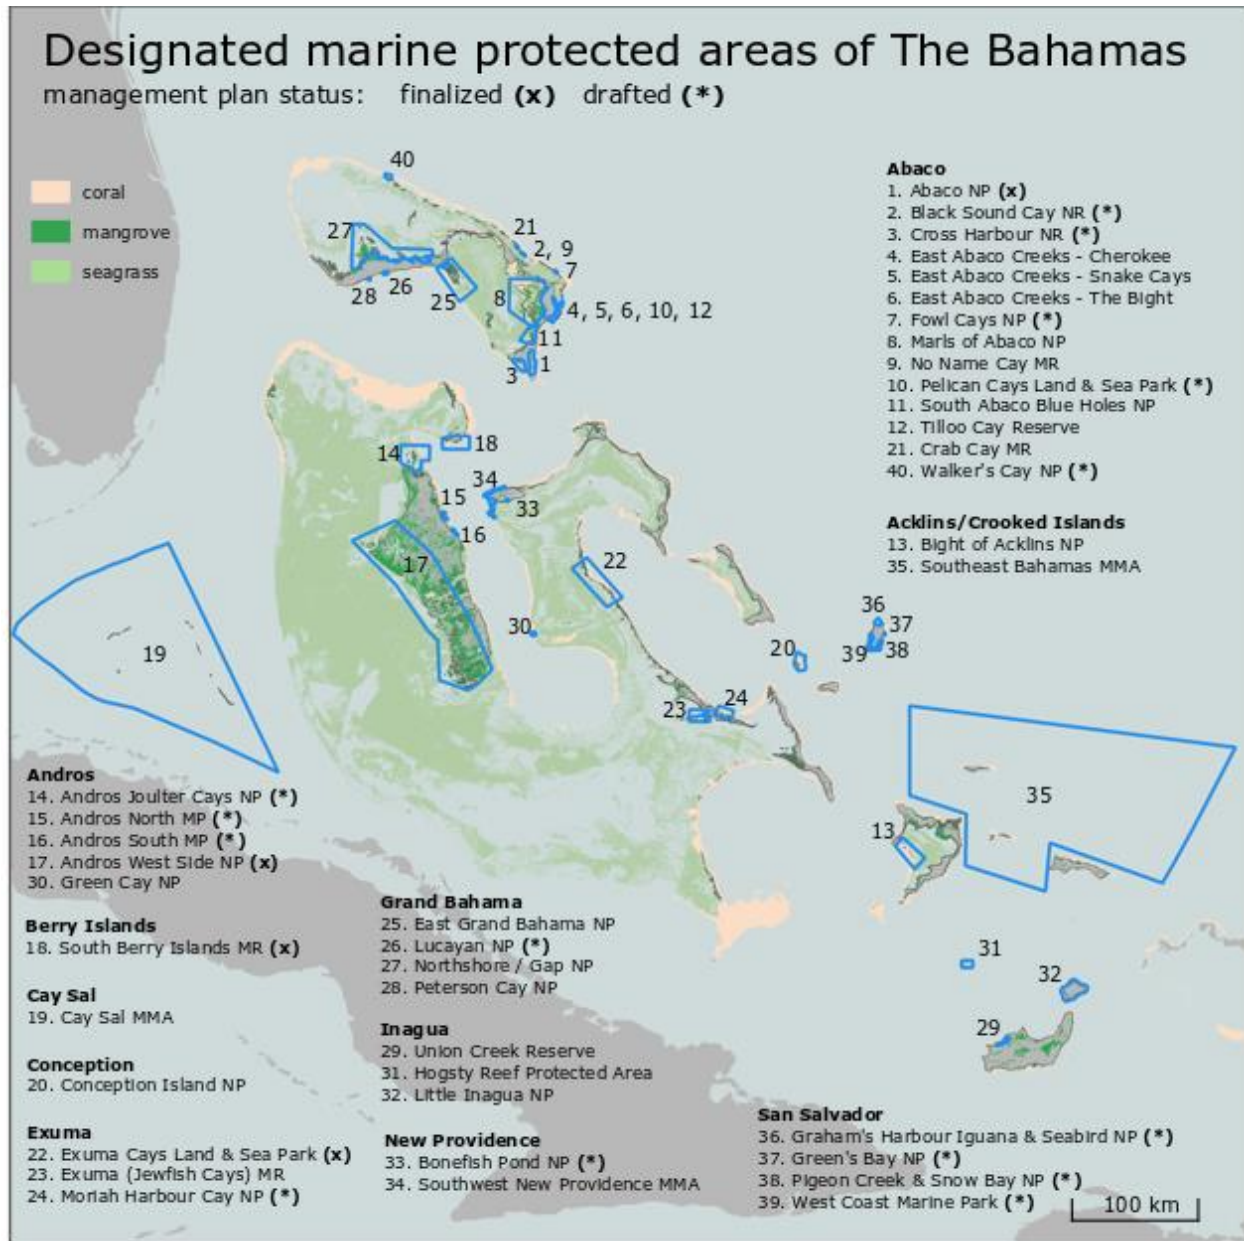 Designated marine protected areas of The Bahamas
management plan status: finalized (x) drafted (*)
coral
mangrove
seagrass
40
27
21
2, 9
7
26
28
25
8
4, 5, 6, 10, 12
11
3
1
14
18
34
15
33
16
17
22
30
19
20
36
37
39
38
23
24
35
13
31
32
29
Abaco
1. Abaco NP (x)
2. Black Sound Cay NR (*)
3. Cross Harbour NR (*)
4. East Abaco Creeks - Cherokee
5. East Abaco Creeks - Snake Cays
6. East Abaco Creeks - The Bight
7. Fowl Cays NP (*)
8. Marls of Abaco NP
9. No Name Cay MR
10. Pelican Cays Land & Sea Park (*)
11. South Abaco Blue Holes NP
12. Tilloo Cay Reserve
21. Crab Cay MR
40. Walker's Cay NP (*)
Acklins/Crooked Islands
13. Bight of Acklins NP
35. Southeast Bahamas MMA
Andros
14. Andros Joulter Cays NP (*)
15. Andros North MP (*)
16. Andros South MP (*)
17. Andros West Side NP (x)
30. Green Cay NP
Berry Islands
18. South Berry Islands MR (x)
Cay Sal
19. Cay Sal MMA
Conception
20. Conception Island NP
Exuma
22. Exuma Cays Land & Sea Park (x)
23. Exuma (Jewfish Cays) MR
24. Moriah Harbour Cay NP (*)
Grand Bahama
25. East Grand Bahama NP
26. Lucayan NP (*)
27. Northshore / Gap NP
28. Peterson Cay NP
Inagua
29. Union Creek Reserve
31. Hogsty Reef Protected Area
32. Little Inagua NP
New Providence
33. Bonefish Pond NP (*)
34. Southwest New Providence MMA
San Salvador
36. Graham's Harbour Iguana & Seabird NP (*)
37. Green's Bay NP (*)
38. Pigeon Creek & Snow Bay NP (*)
39. West Coast Marine Park (*)
100 km